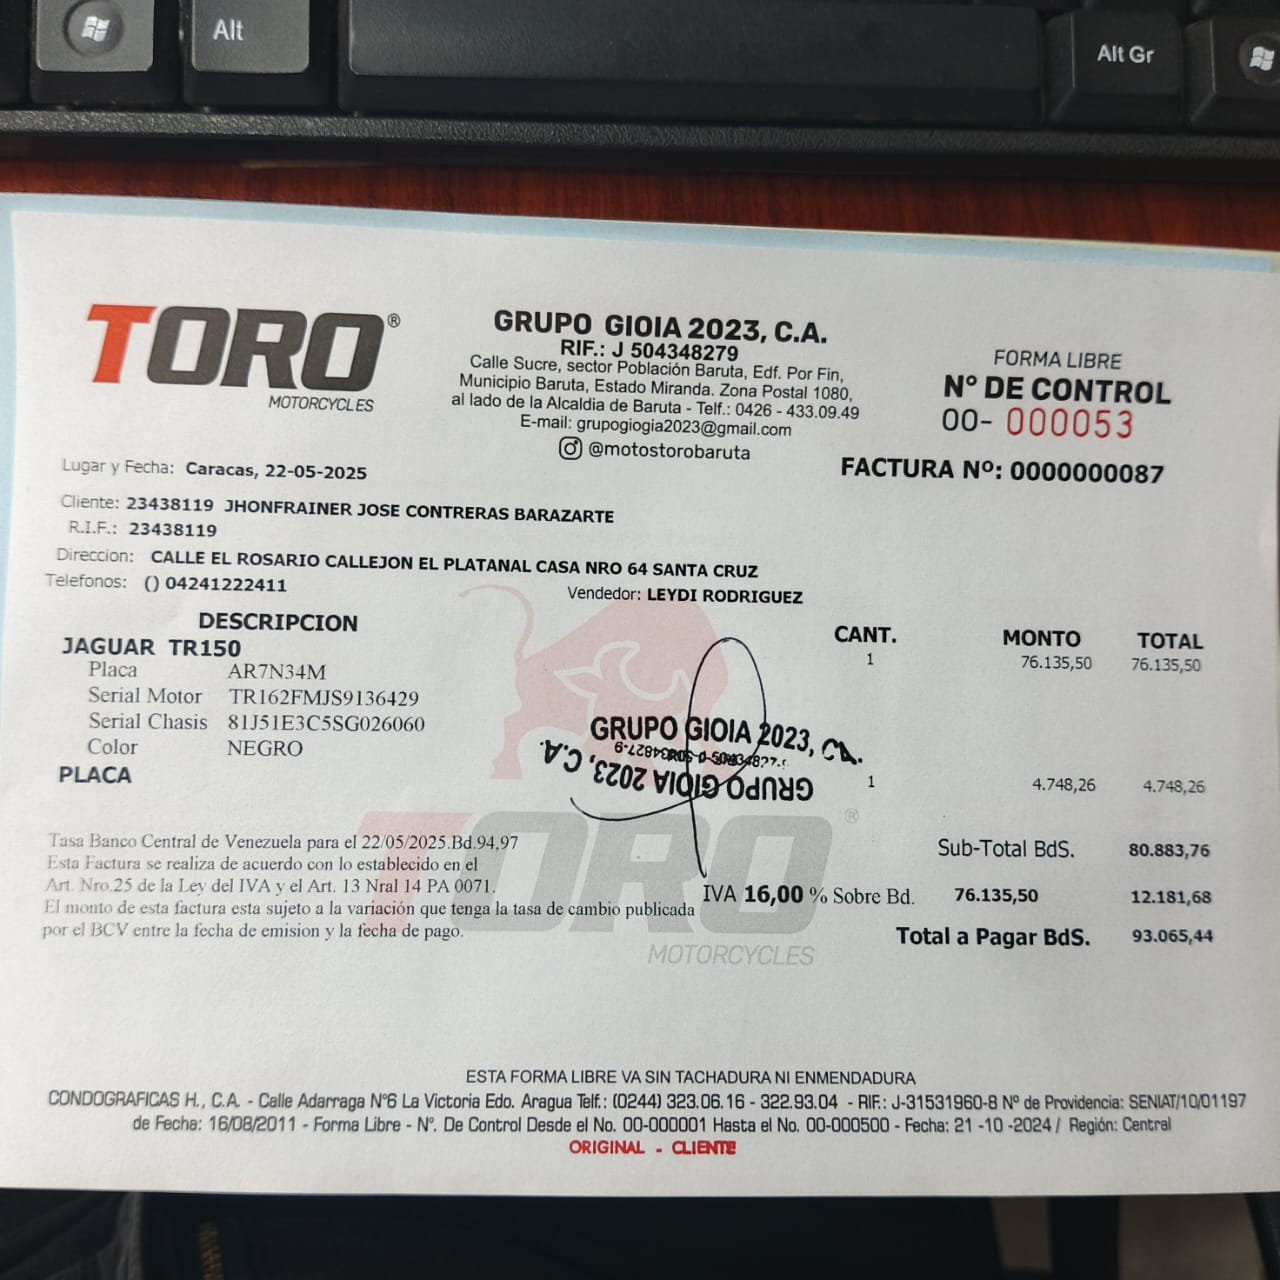 Alt
Alt Gr
TORO®
MOTORCYCLES
GRUPO GIOIA 2023, C.A.
RIF.: J 504348279
Calle Sucre, sector Población Baruta, Edf. Por Fin,
Municipio Baruta, Estado Miranda. Zona Postal 1080,
al lado de la Alcaldia de Baruta - Telf.: 0426 - 433.09.49
E-mail: grupogiogia2023@gmail.com
@motostorobaruta
FORMA LIBRE
N° DE CONTROL
00- 000053
FACTURA Nº: 0000000087
Lugar y Fecha: Caracas, 22-05-2025
Cliente: 23438119 JHONFRAINER JOSE CONTRERAS BARAZARTE
R.I.F.: 23438119
Direccion: CALLE EL ROSARIO CALLEJON EL PLATANAL CASA NRO 64 SANTA CRUZ
Telefonos: () 04241222411 Vendedor: LEYDI RODRIGUEZ
DESCRIPCION CANT. MONTO TOTAL
JAGUAR TR150 1 76.135,50 76.135,50
Placa AR7N34M
Serial Motor TR162FMJS9136429
Serial Chasis 81J51E3C5SG026060
Color NEGRO
GRUPO GIOIA 2023, C.A.
GRUPO GIOIA 2023, C.A.
PLACA 1 4.748,26 4.748,26
TORO®
MOTORCYCLES
Tasa Banco Central de Venezuela para el 22/05/2025.Bd.94,97
Esta Factura se realiza de acuerdo con lo establecido en el
Art. Nro.25 de la Ley del IVA y el Art. 13 Nral 14 PA 0071.
El monto de esta factura esta sujeto a la variación que tenga la tasa de cambio publicada
por el BCV entre la fecha de emision y la fecha de pago.
Sub-Total BdS. 80.883,76
IVA 16,00 % Sobre Bd. 76.135,50 12.181,68
Total a Pagar BdS. 93.065,44
ESTA FORMA LIBRE VA SIN TACHADURA NI ENMENDADURA
CONDOGRAFICAS H., C.A. - Calle Adarraga N°6 La Victoria Edo. Aragua Telf.: (0244) 323.06.16 - 322.93.04 - RIF.: J-31531960-8 Nº de Providencia: SENIAT/10/01197
de Fecha: 16/08/2011 - Forma Libre - N°. De Control Desde el No. 00-000001 Hasta el No. 00-000500 - Fecha: 21 -10 -2024 / Región: Central
ORIGINAL - CLIENTE